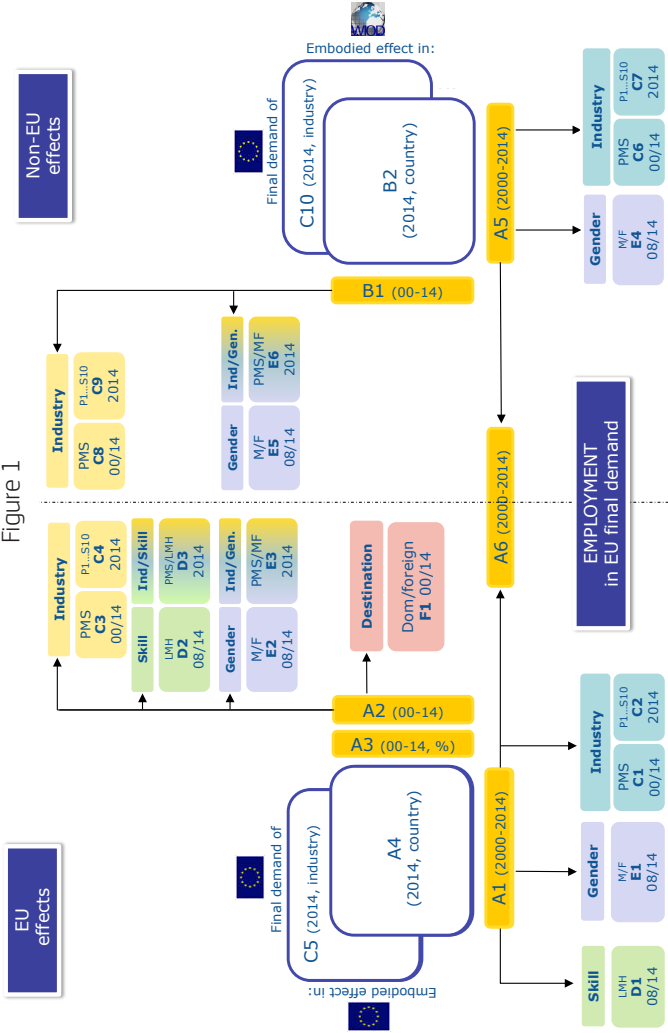 Figure 1
EU
effects
Non-EU
effects
Industry
PMS
C3
00/14
P1...S10
C4
2014
Skill
LMH
D2
08/14
Ind/Skill
PMS/LMH
D3
2014
Gender
M/F
E2
08/14
Ind/Gen.
PMS/MF
E3
2014
Destination
Dom/foreign
F1 00/14
Final demand of
Embodied effect in:
C5 (2014, industry)
A4
(2014, country)
A3 (00-14, %)
A2 (00-14)
A1 (2000-2014)
Skill
LMH
D1
08/14
Gender
M/F
E1
08/14
Industry
PMS
C1
00/14
P1...S10
C2
2014
A6 (2000-2014)
EMPLOYMENT
in EU final demand
Industry
PMS
C8
00/14
P1...S10
C9
2014
Gender
M/F
E5
08/14
Ind/Gen.
PMS/MF
E6
2014
B1 (00-14)
Final demand of
Embodied effect in:
WIOD
C10 (2014, industry)
B2
(2014, country)
A5 (2000-2014)
Gender
M/F
E4
08/14
Industry
PMS
C6
00/14
P1...S10
C7
2014